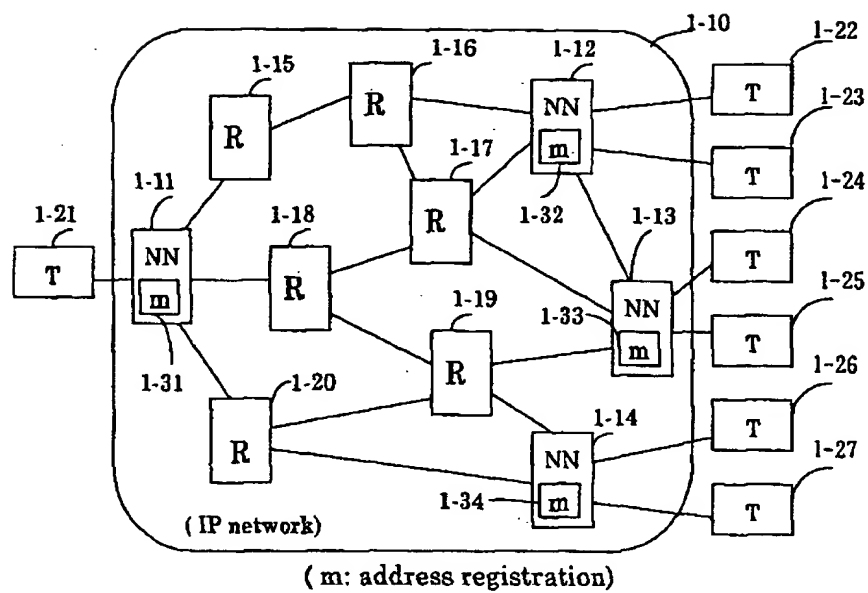 1-10
1-22
1-16
1-12
1-15
T
R
NN
1-23
R
m
T
1-17
1-11
1-32
1-24
1-21
1-18
R
1-13
T
NN
T
R
NN
1-25
m
1-19
1-33
m
T
1-31
1-20
R
1-26
1-14
T
R
NN
1-27
1-34
m
T
( IP network)
( m: address registration)